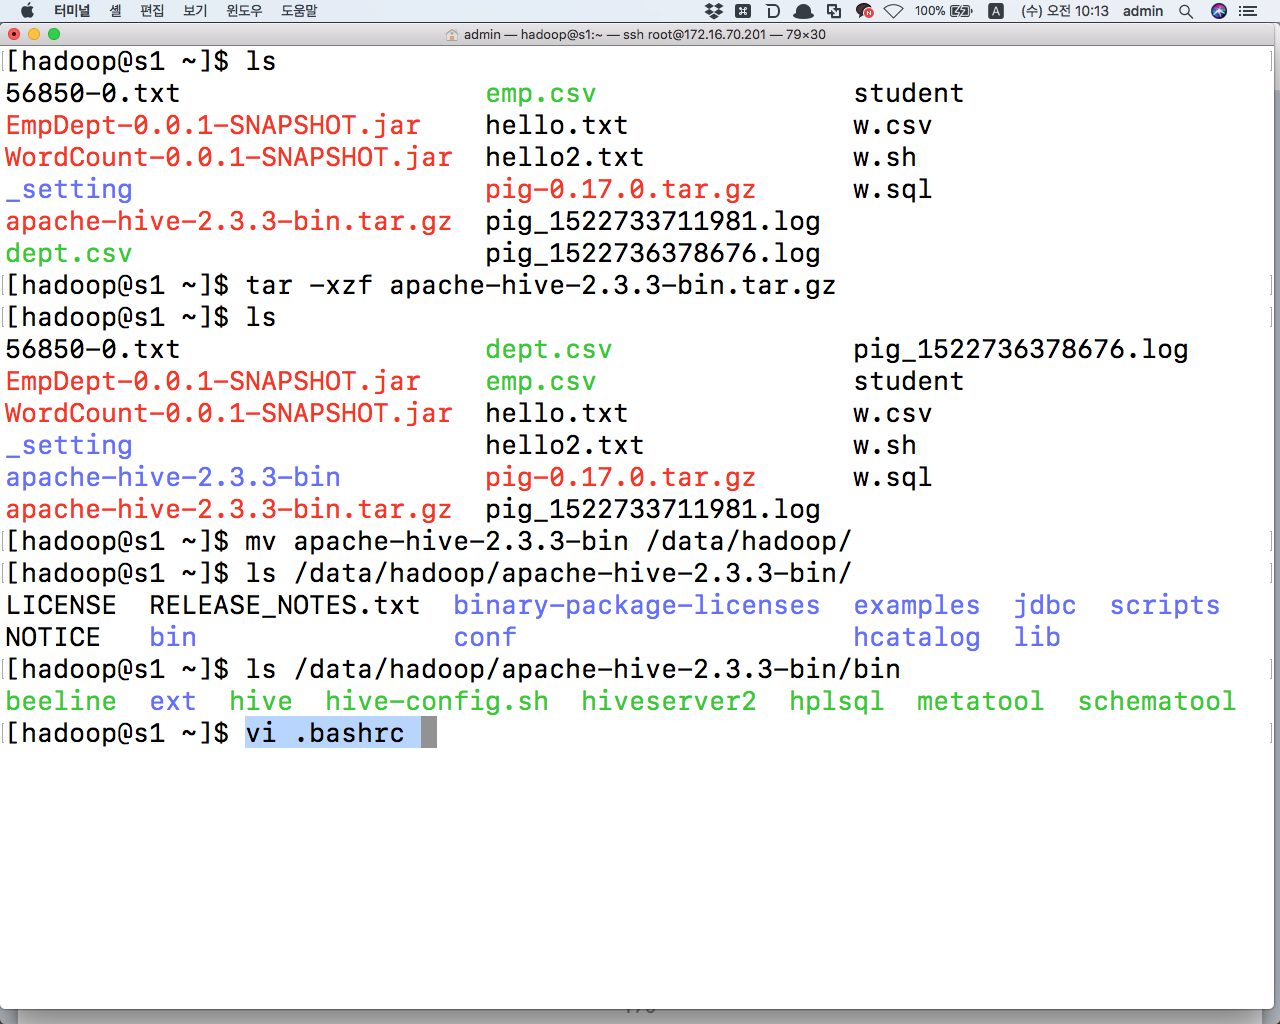 터미널 셸 편집 보기 윈도우 도움말 100% A (수) 오전 10:13 admin
admin — hadoop@s1:~ — ssh root@172.16.70.201 — 79×30
[hadoop@s1 ~]$ ls
56850-0.txt emp.csv student
EmpDept-0.0.1-SNAPSHOT.jar hello.txt w.csv
WordCount-0.0.1-SNAPSHOT.jar hello2.txt w.sh
_setting pig-0.17.0.tar.gz w.sql
apache-hive-2.3.3-bin.tar.gz pig_1522733711981.log
dept.csv pig_1522736378676.log
[hadoop@s1 ~]$ tar -xzf apache-hive-2.3.3-bin.tar.gz
[hadoop@s1 ~]$ ls
56850-0.txt dept.csv pig_1522736378676.log
EmpDept-0.0.1-SNAPSHOT.jar emp.csv student
WordCount-0.0.1-SNAPSHOT.jar hello.txt w.csv
_setting hello2.txt w.sh
apache-hive-2.3.3-bin pig-0.17.0.tar.gz w.sql
apache-hive-2.3.3-bin.tar.gz pig_1522733711981.log
[hadoop@s1 ~]$ mv apache-hive-2.3.3-bin /data/hadoop/
[hadoop@s1 ~]$ ls /data/hadoop/apache-hive-2.3.3-bin/
LICENSE RELEASE_NOTES.txt binary-package-licenses examples jdbc scripts
NOTICE bin conf hcatalog lib
[hadoop@s1 ~]$ ls /data/hadoop/apache-hive-2.3.3-bin/bin
beeline ext hive hive-config.sh hiveserver2 hplsql metatool schematool
[hadoop@s1 ~]$ vi .bashrc